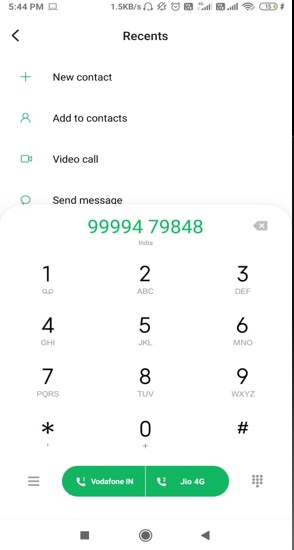 5:44 PM 1.5KB/s
Recents
New contact
Add to contacts
Video call
Send message
99994 79848
India
1 2 3
ABC DEF
4 5 6
GHI JKL MNO
7 8 9
PQRS TUV WXYZ
* 0 #
, +
1 Vodafone IN 2 Jio 4G